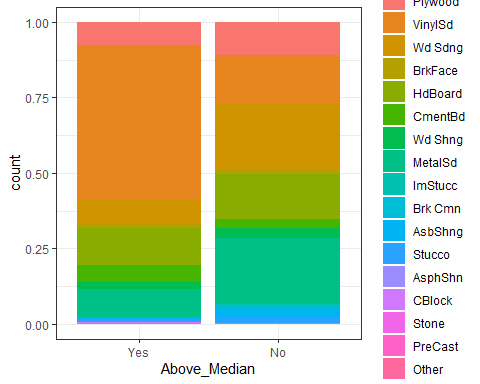 1.00
0.75
0.50
0.25
0.00
count
Yes
No
Above_Median
Plywood
VinylSd
Wd Sdng
BrkFace
HdBoard
CmentBd
Wd Shng
MetalSd
ImStucc
Brk Cmn
AsbShng
Stucco
AsphShn
CBlock
Stone
PreCast
Other